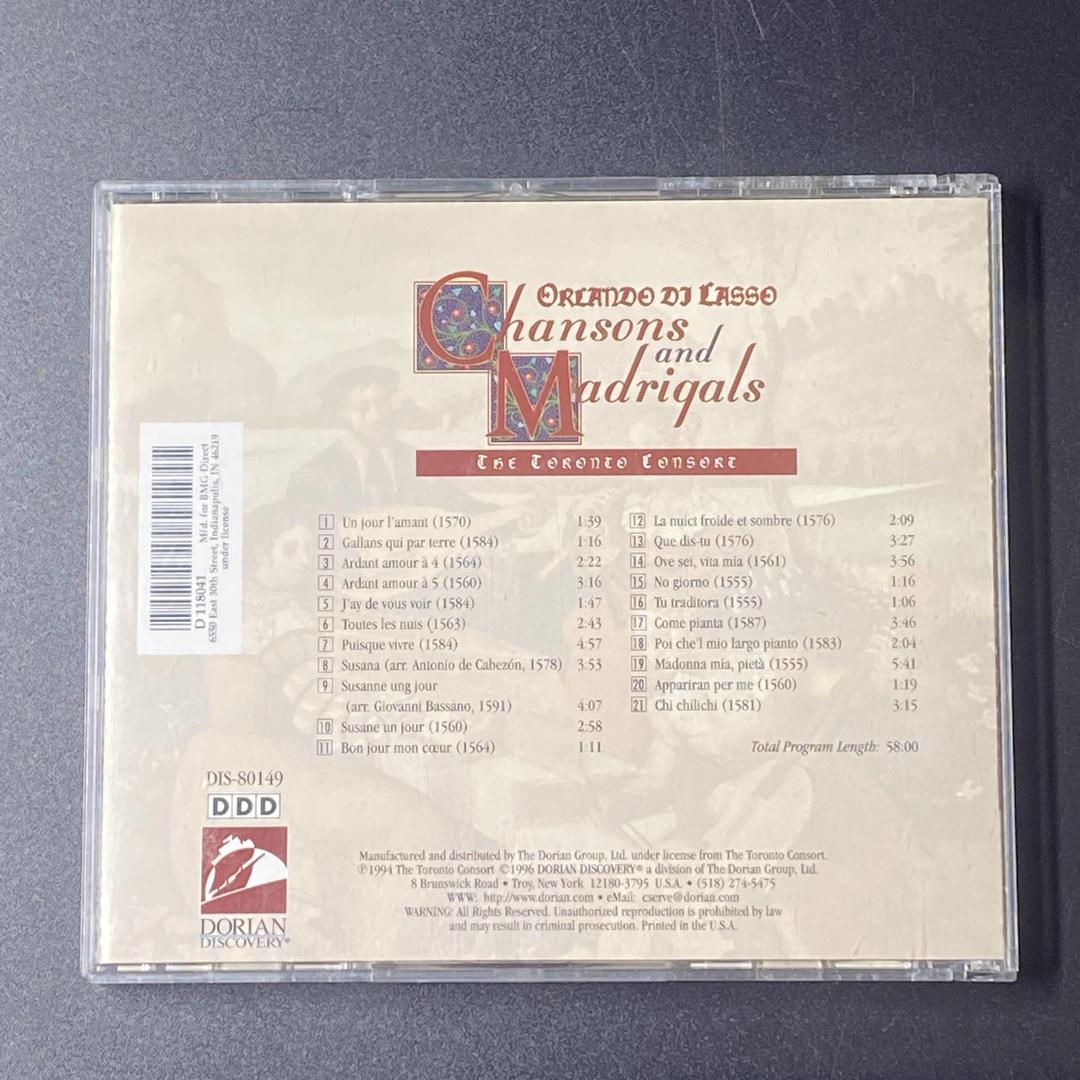 ORLANDO DI LASSO
Chansons
and
Madrigals
THE TORONTO CONSORT
D 118041 Mfd. for BMG Direct
6550 East 30th Street, Indianapolis, IN 46219
under license
1 Un jour l'amant (1570) 1:39
2 Gallans qui par terre (1584) 1:16
3 Ardant amour à 4 (1564) 2:22
4 Ardant amour à 5 (1560) 3:16
5 J'ay de vous voir (1584) 1:47
6 Toutes les nuis (1563) 2:43
7 Puisque vivre (1584) 4:57
8 Susana (arr. Antonio de Cabezón, 1578) 3:53
9 Susanne ung jour
(arr. Giovanni Bassano, 1591) 4:07
10 Susane un jour (1560) 2:58
11 Bon jour mon cœur (1564) 1:11
12 La nuict froide et sombre (1576) 2:09
13 Que dis-tu (1576) 3:27
14 Ove sei, vita mia (1561) 3:56
15 No giorno (1555) 1:16
16 Tu traditora (1555) 1:06
17 Come pianta (1587) 3:46
18 Poi che'l mio largo pianto (1583) 2:04
19 Madonna mia, pietà (1555) 5:41
20 Appariran per me (1560) 1:19
21 Chi chilichi (1581) 3:15
Total Program Length: 58:00
DIS-80149
DDD
DORIAN
DISCOVERY®
Manufactured and distributed by The Dorian Group, Ltd. under license from The Toronto Consort.
℗1994 The Toronto Consort ©1996 DORIAN DISCOVERY® a division of The Dorian Group, Ltd.
8 Brunswick Road • Troy, New York 12180-3795 U.S.A. • (518) 274-5475
WWW: http://www.dorian.com • eMail: cserve@dorian.com
WARNING: All Rights Reserved. Unauthorized reproduction is prohibited by law
and may result in criminal prosecution. Printed in the U.S.A.